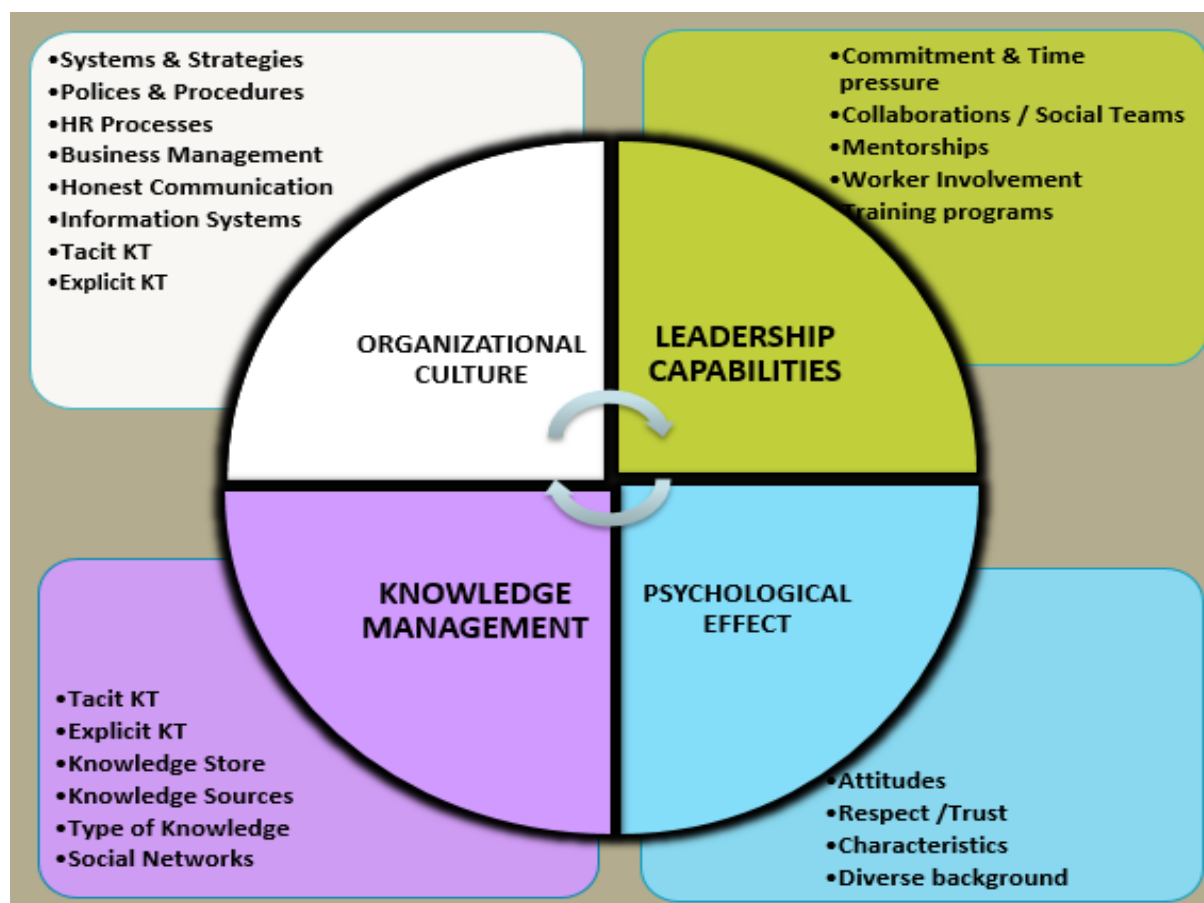 •Systems & Strategies
•Polices & Procedures
•HR Processes
•Business Management
•Honest Communication
•Information Systems
•Tacit KT
•Explicit KT
•Commitment & Time
pressure
•Collaborations / Social Teams
•Mentorships
•Worker Involvement
•Training programs
ORGANIZATIONAL
CULTURE
LEADERSHIP
CAPABILITIES
KNOWLEDGE
MANAGEMENT
PSYCHOLOGICAL
EFFECT
•Tacit KT
•Explicit KT
•Knowledge Store
•Knowledge Sources
•Type of Knowledge
•Social Networks
•Attitudes
•Respect /Trust
•Characteristics
•Diverse background